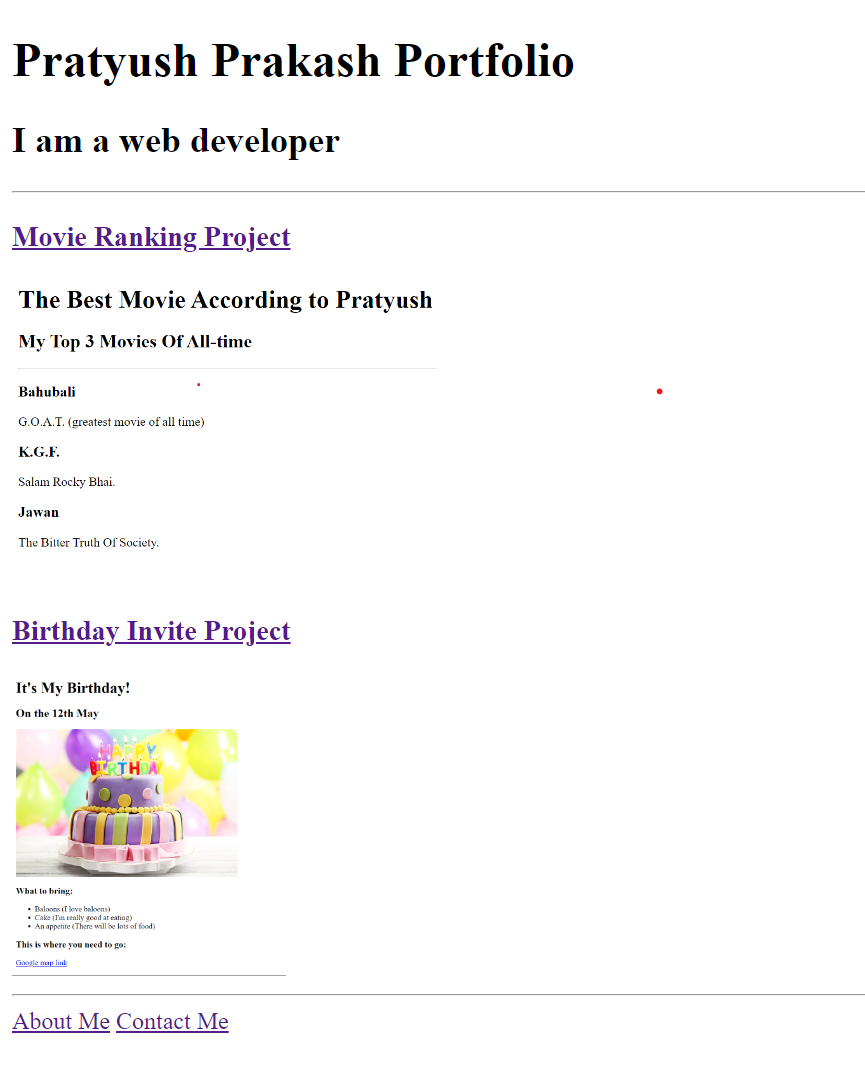 Pratyush Prakash Portfolio
I am a web developer
Movie Ranking Project
The Best Movie According to Pratyush
My Top 3 Movies Of All-time
Bahubali
G.O.A.T. (greatest movie of all time)
K.G.F.
Salam Rocky Bhai.
Jawan
The Bitter Truth Of Society.
Birthday Invite Project
It's My Birthday!
On the 12th May
HAPPY
BIRTHDAY
What to bring:
Baloons (I love baloons)
Cake (I'm really good at eating)
An appetite (There will be lots of food)
This is where you need to go:
Google map link
About Me Contact Me